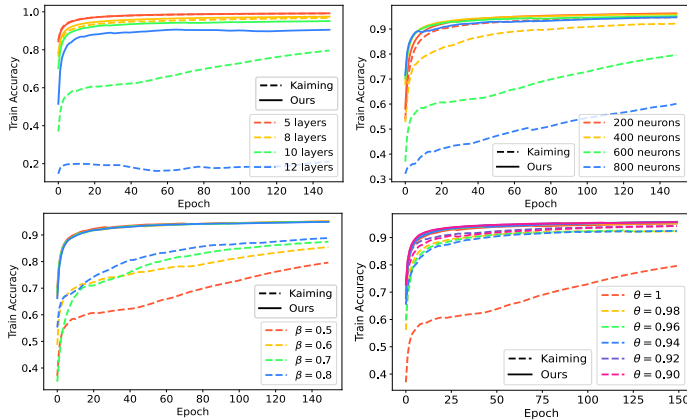 1.0
0.8
0.6
0.4
0.2
Train Accuracy
0 20 40 60 80 100 120 140 160
Epoch
Kaiming
Ours
5 layers
8 layers
10 layers
12 layers
0.9
0.8
0.7
0.6
0.5
0.4
0.3
Train Accuracy
0 20 40 60 80 100 120 140
Epoch
Kaiming
Ours
200 neurons
400 neurons
600 neurons
800 neurons
0.9
0.8
0.7
0.6
0.5
0.4
Train Accuracy
0 20 40 60 80 100 120 140 160
Epoch
Kaiming
Ours
β = 0.5
β = 0.6
β = 0.7
β = 0.8
0.9
0.8
0.7
0.6
0.5
0.4
Train Accuracy
0 25 50 75 100 125 150
Epoch
Kaiming
Ours
θ = 1
θ = 0.98
θ = 0.96
θ = 0.94
θ = 0.92
θ = 0.90